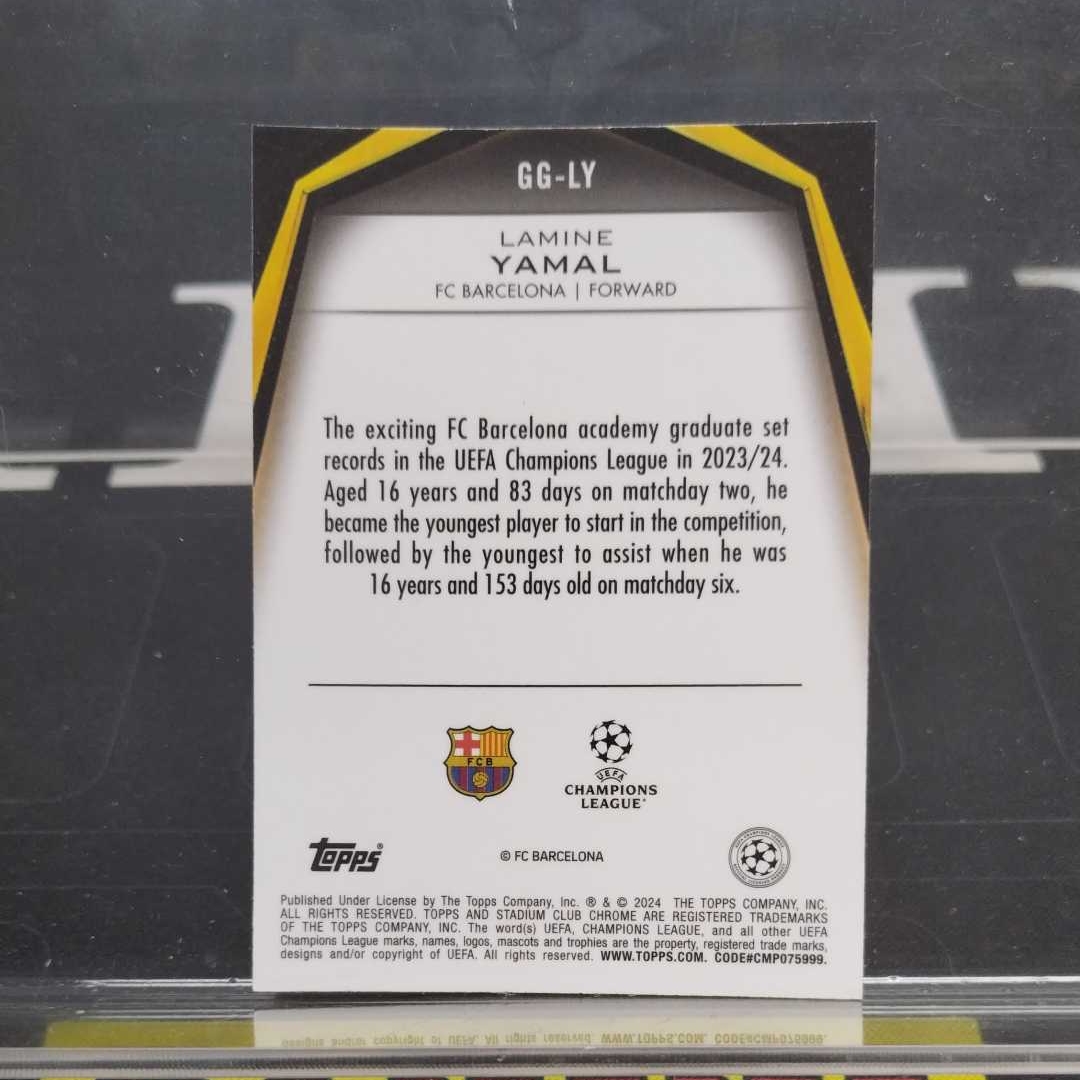 GG-LY
LAMINE
YAMAL
FC BARCELONA | FORWARD
The exciting FC Barcelona academy graduate set
records in the UEFA Champions League in 2023/24.
Aged 16 years and 83 days on matchday two, he
became the youngest player to start in the competition,
followed by the youngest to assist when he was
16 years and 153 days old on matchday six.
FCB
UEFA
CHAMPIONS
LEAGUE®
Topps®
© FC BARCELONA
Published Under License by The Topps Company, Inc. ® & © 2024 THE TOPPS COMPANY, INC.
ALL RIGHTS RESERVED. TOPPS AND STADIUM CLUB CHROME ARE REGISTERED TRADEMARKS
OF THE TOPPS COMPANY, INC. The word(s) UEFA, CHAMPIONS LEAGUE, and all other UEFA
Champions League marks, names, logos, mascots and trophies are the property, registered trade marks,
designs and/or copyright of UEFA. All rights reserved. WWW.TOPPS.COM. CODE#CMP075999.